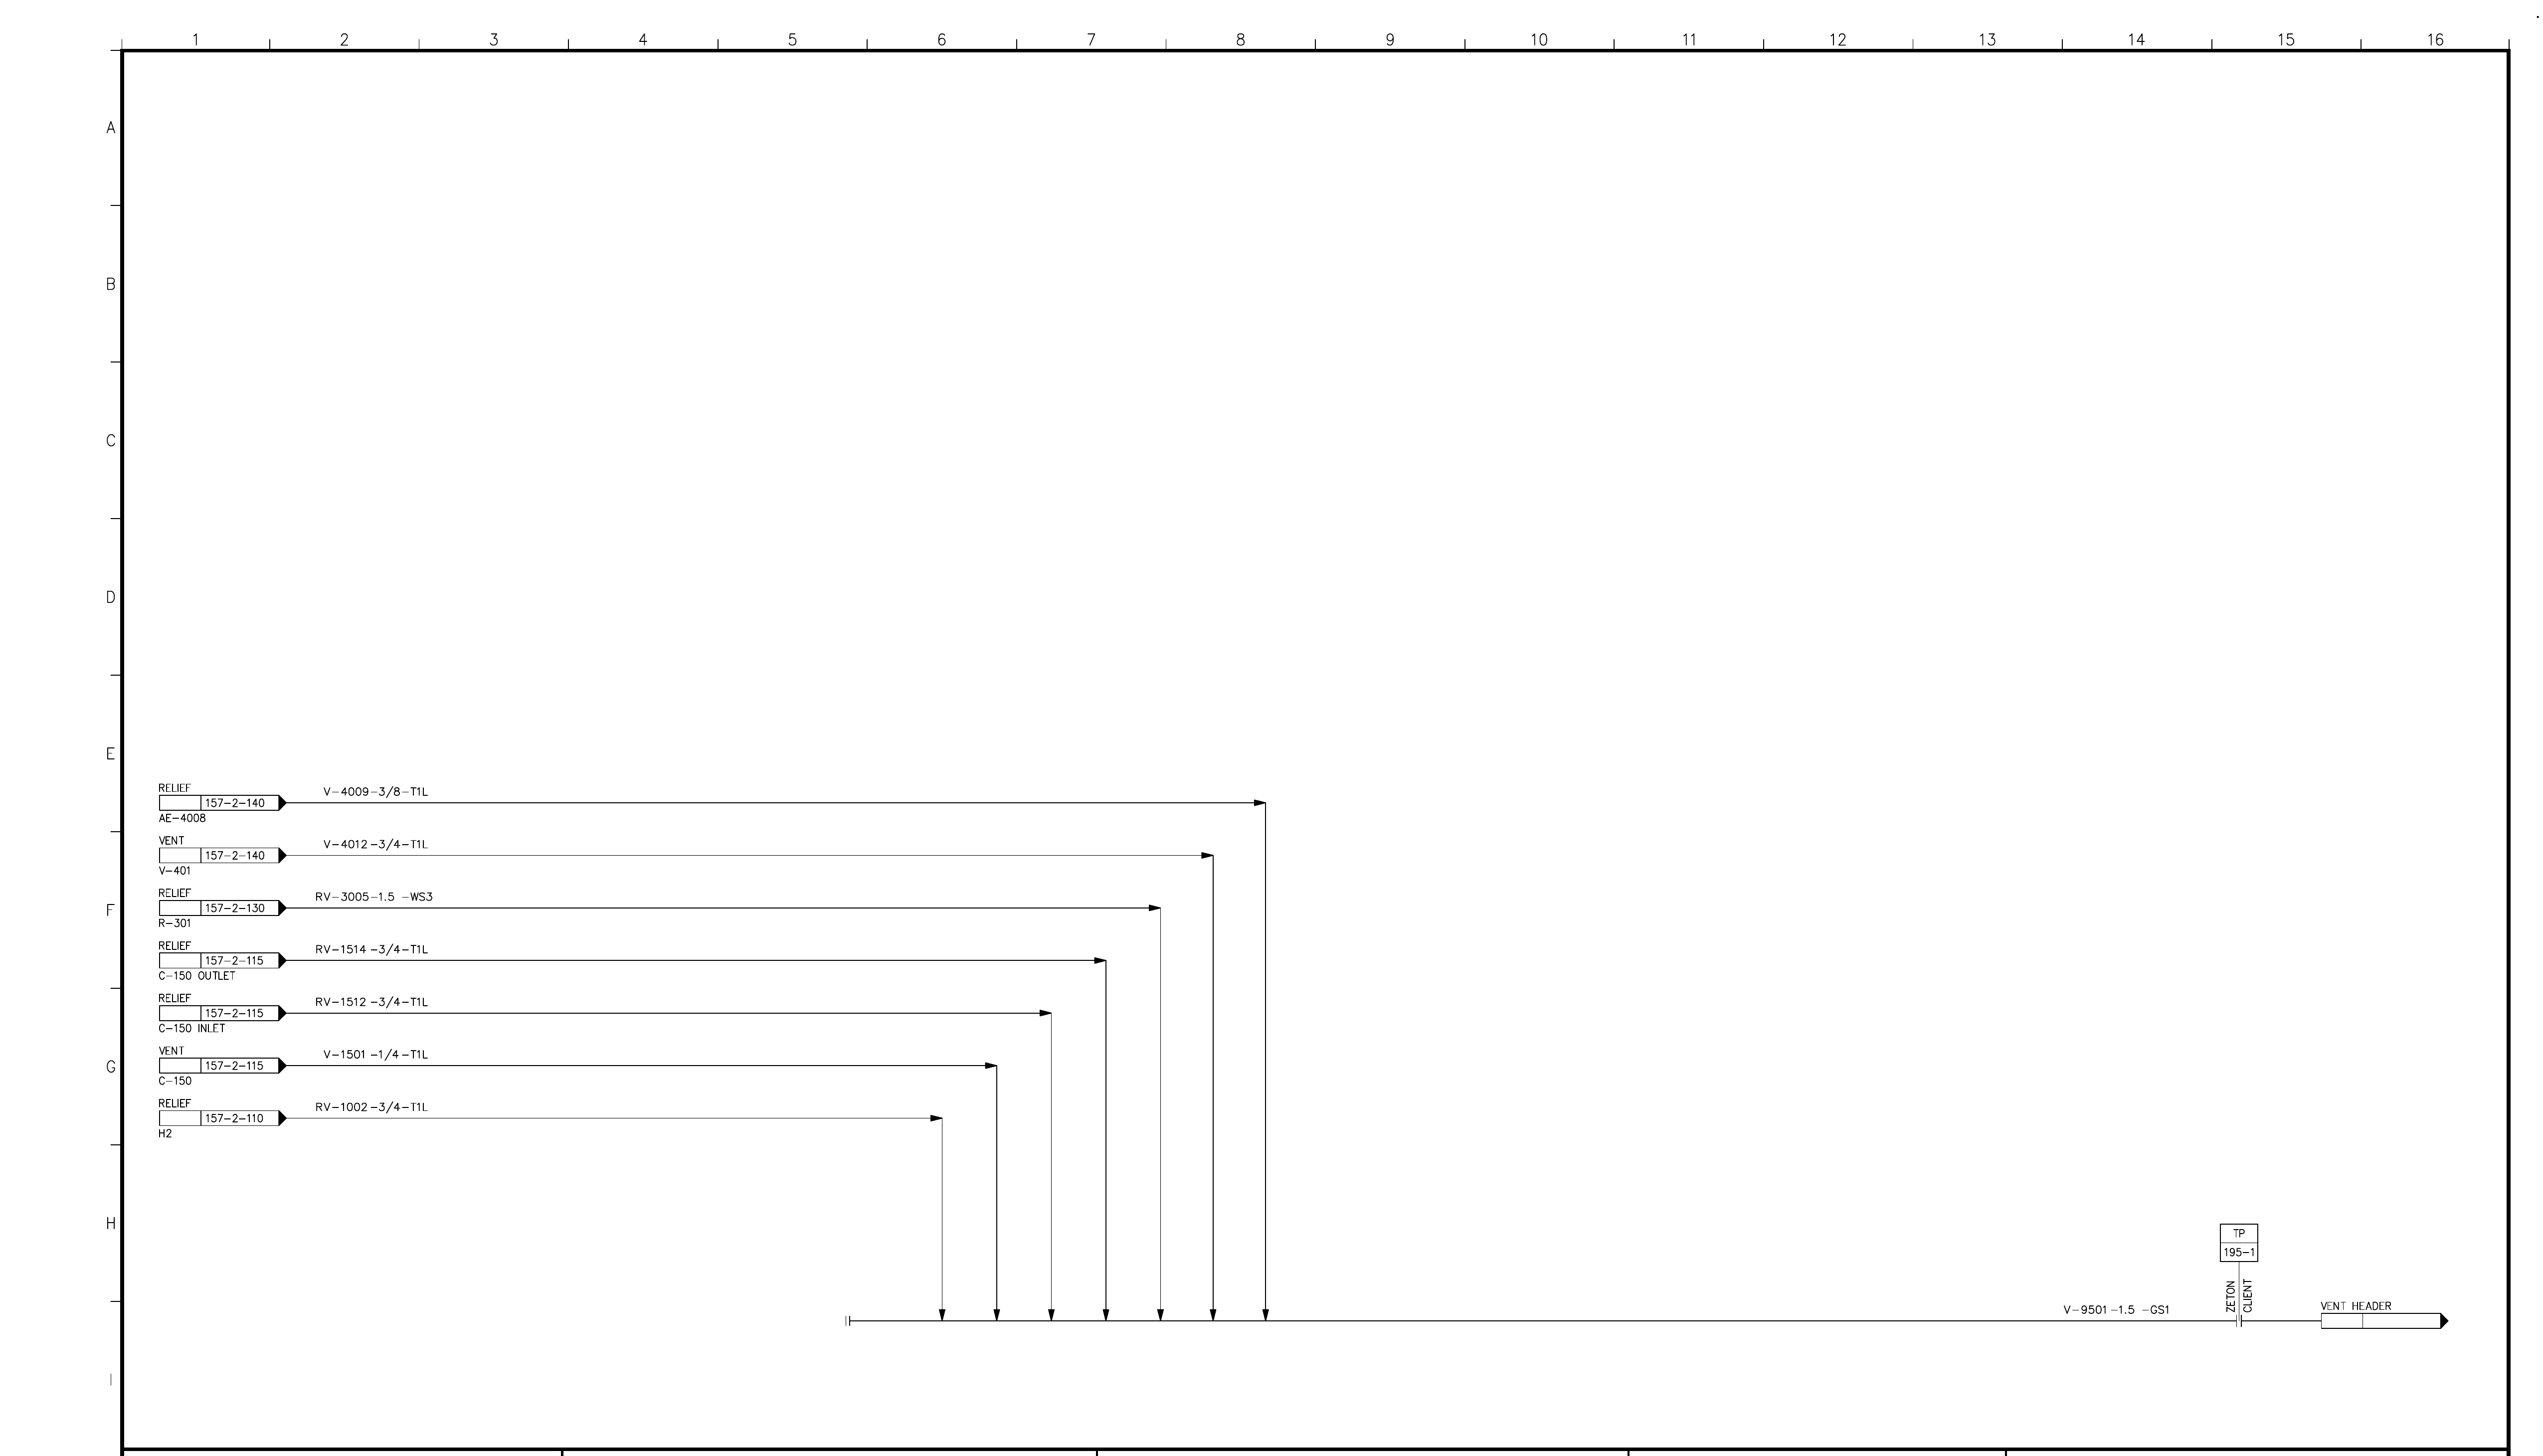 1 2 3 4 5 6 7 8 9 10 11 12 13 14 15 16
A
B
C
D
E
RELIEF
157-2-140
V-4009-3/8-T1L
AE-4008
VENT
157-2-140
V-4012-3/4-T1L
V-401
F
RELIEF
157-2-130
RV-3005-1.5 -WS3
R-301
RELIEF
157-2-115
RV-1514-3/4-T1L
C-150 OUTLET
RELIEF
157-2-115
RV-1512-3/4-T1L
C-150 INLET
G
VENT
157-2-115
V-1501-1/4-T1L
C-150
RELIEF
157-2-110
RV-1002-3/4-T1L
H2
H
TP
195-1
ZETON
CLIENT
V-9501-1.5 -GS1
VENT HEADER
I